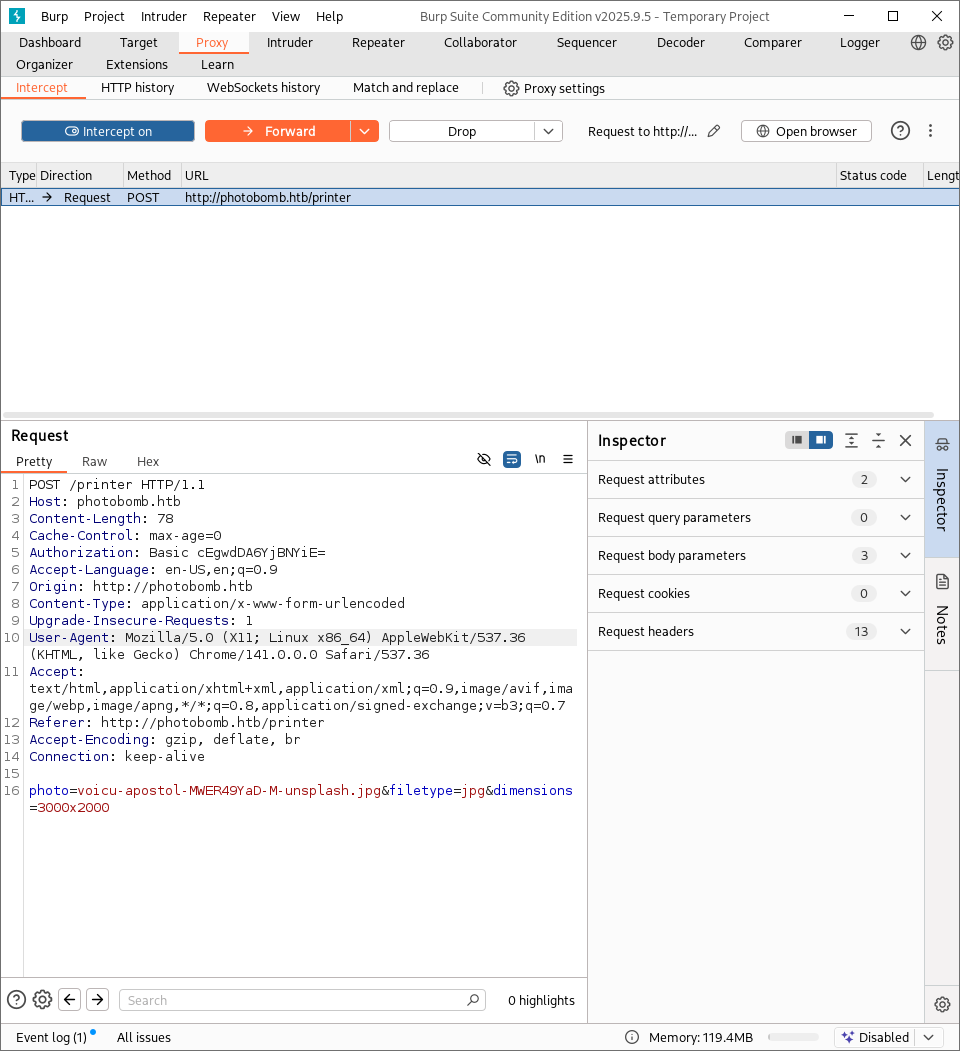 Burp Project Intruder Repeater View Help Burp Suite Community Edition v2025.9.5 - Temporary Project
Dashboard Target Proxy Intruder Repeater Collaborator Sequencer Decoder Comparer Logger
Organizer Extensions Learn
Intercept HTTP history WebSockets history Match and replace Proxy settings
Intercept on Forward Drop Request to http://... Open browser
Type Direction Method URL Status code Lengt
HT... Request POST http://photobomb.htb/printer
Request
Pretty Raw Hex \n
1 POST /printer HTTP/1.1
2 Host: photobomb.htb
3 Content-Length: 78
4 Cache-Control: max-age=0
5 Authorization: Basic cEgwdDA6YjBNYiE=
6 Accept-Language: en-US,en;q=0.9
7 Origin: http://photobomb.htb
8 Content-Type: application/x-www-form-urlencoded
9 Upgrade-Insecure-Requests: 1
10 User-Agent: Mozilla/5.0 (X11; Linux x86_64) AppleWebKit/537.36
(KHTML, like Gecko) Chrome/141.0.0.0 Safari/537.36
11 Accept:
text/html,application/xhtml+xml,application/xml;q=0.9,image/avif,ima
ge/webp,image/apng,*/*;q=0.8,application/signed-exchange;v=b3;q=0.7
12 Referer: http://photobomb.htb/printer
13 Accept-Encoding: gzip, deflate, br
14 Connection: keep-alive
15
16 photo=voicu-apostol-MWER49YaD-M-unsplash.jpg&filetype=jpg&dimensions
=3000x2000
Search 0 highlights
Inspector
Request attributes 2
Request query parameters 0
Request body parameters 3
Request cookies 0
Request headers 13
Inspector
Notes
Event log (1) All issues Memory: 119.4MB Disabled